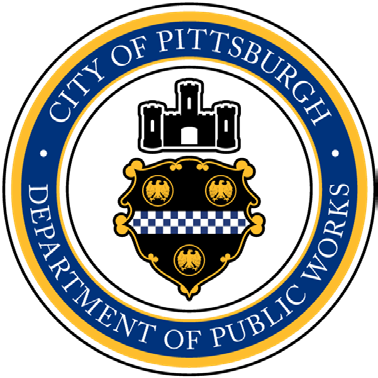 CITY OF PITTSBURGH
DEPARTMENT OF PUBLIC WORKS